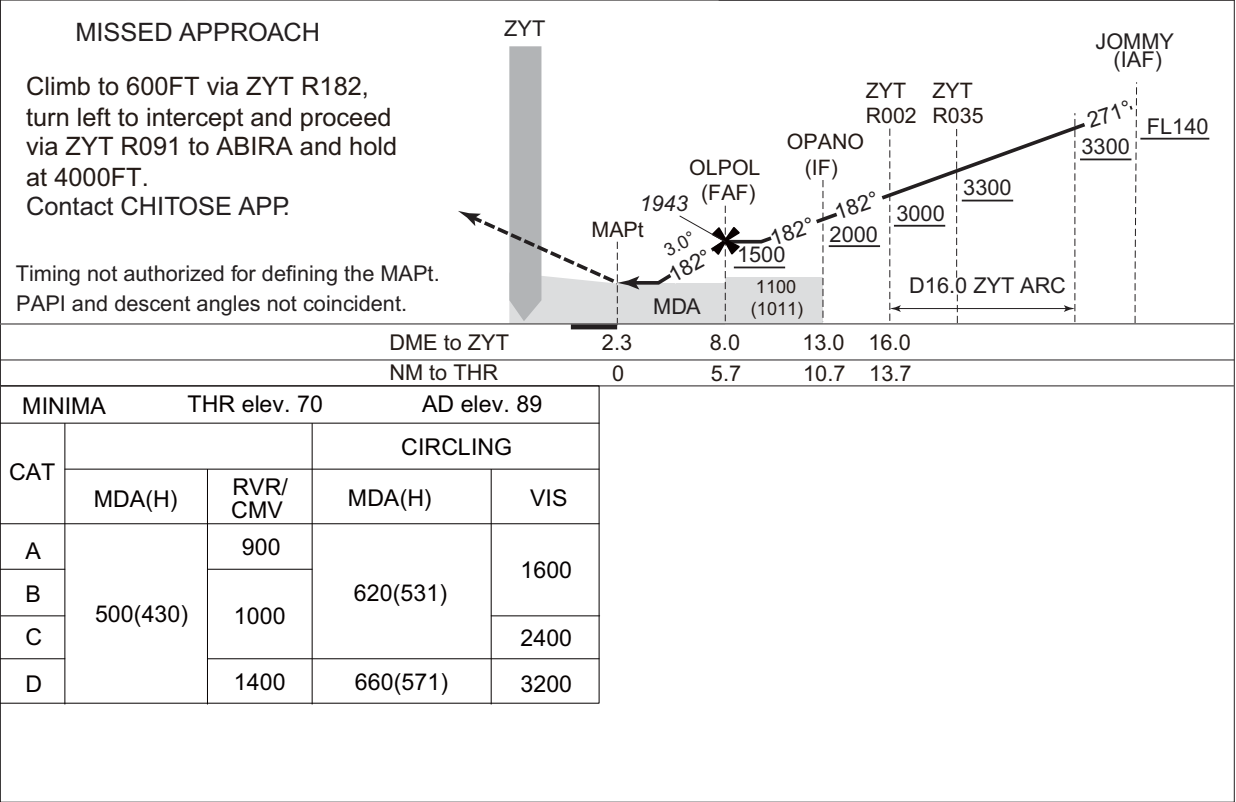 MISSED APPROACH
Climb to 600FT via ZYT R182,
turn left to intercept and proceed
via ZYT R091 to ABIRA and hold
at 4000FT.
Contact CHITOSE APP.
Timing not authorized for defining the MAPt.
PAPI and descent angles not coincident.
ZYT
JOMMY
(IAF)
ZYT
R002
ZYT
R035
OPANO
(IF)
OLPOL
(FAF)
MAPt
1943
3.0°
182°
182°
182°
271°
FL140
3300
3300
3000
2000
1500
1100
(1011)
MDA
D16.0 ZYT ARC
DME to ZYT 2.3 8.0 13.0 16.0
NM to THR 0 5.7 10.7 13.7
MINIMA THR elev. 70 AD elev. 89
CIRCLING
CAT
MDA(H) RVR/
CMV MDA(H) VIS
A 900
1600
B
500(430) 1000 620(531)
C 2400
D 1400 660(571) 3200